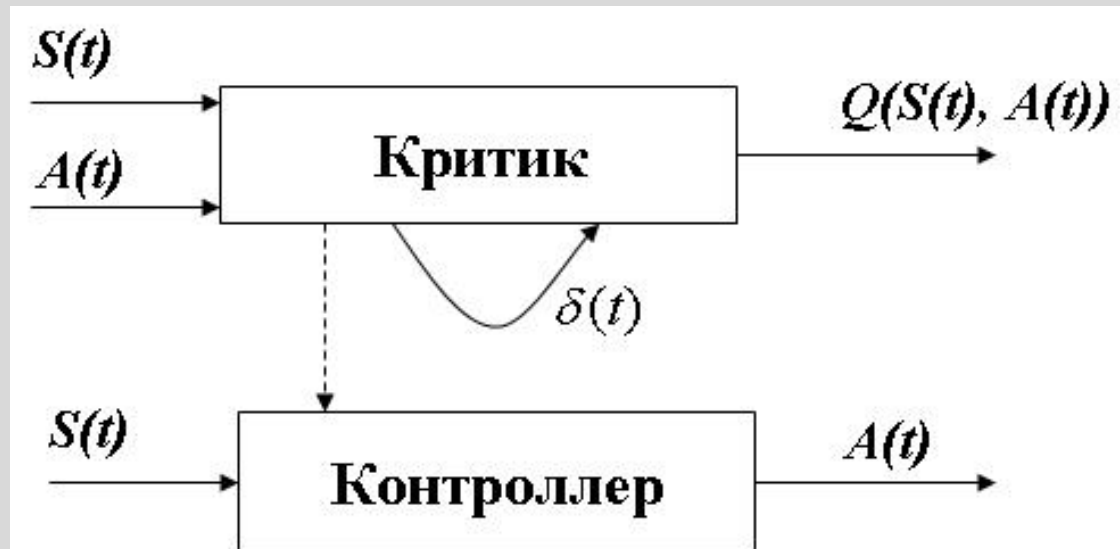 S(t)
A(t)
Критик
Q(S(t), A(t))
δ(t)
S(t)
Контроллер
A(t)